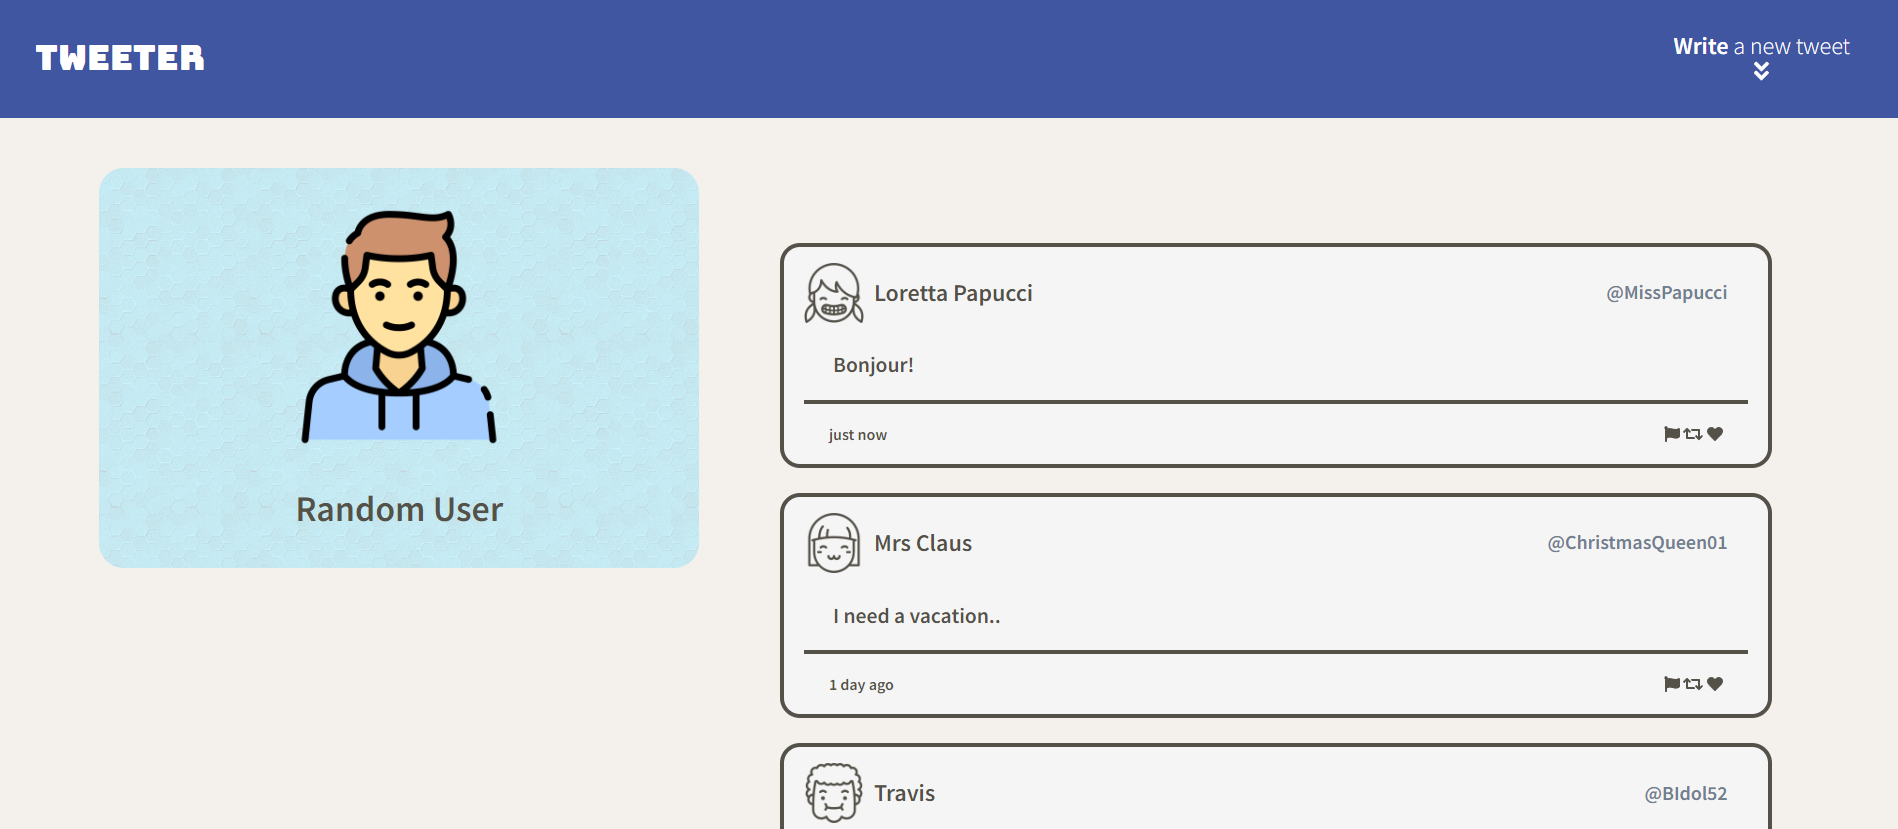 TWEETER
Write a new tweet
Random User
Loretta Papucci
@MissPapucci
Bonjour!
just now
Mrs Claus
@ChristmasQueen01
I need a vacation..
1 day ago
Travis
@BIdol52